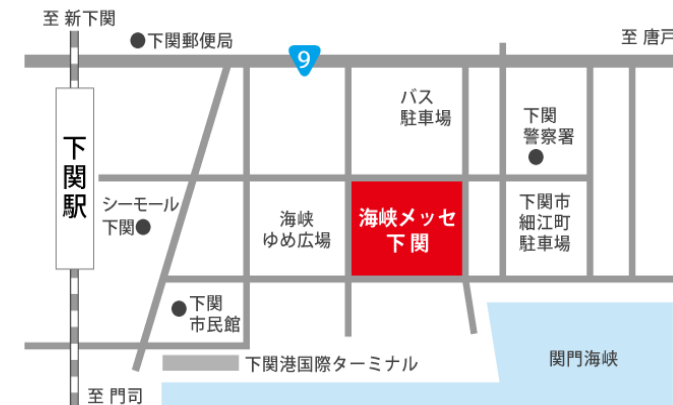 至 新下関
下関郵便局
9
至 唐戸
バス
駐車場
下関
警察署
下関駅
シーモール
下関
海峡
ゆめ広場
海峡メッセ
下関
下関市
細江町
駐車場
下関
市民館
下関港国際ターミナル
関門海峡
至 門司